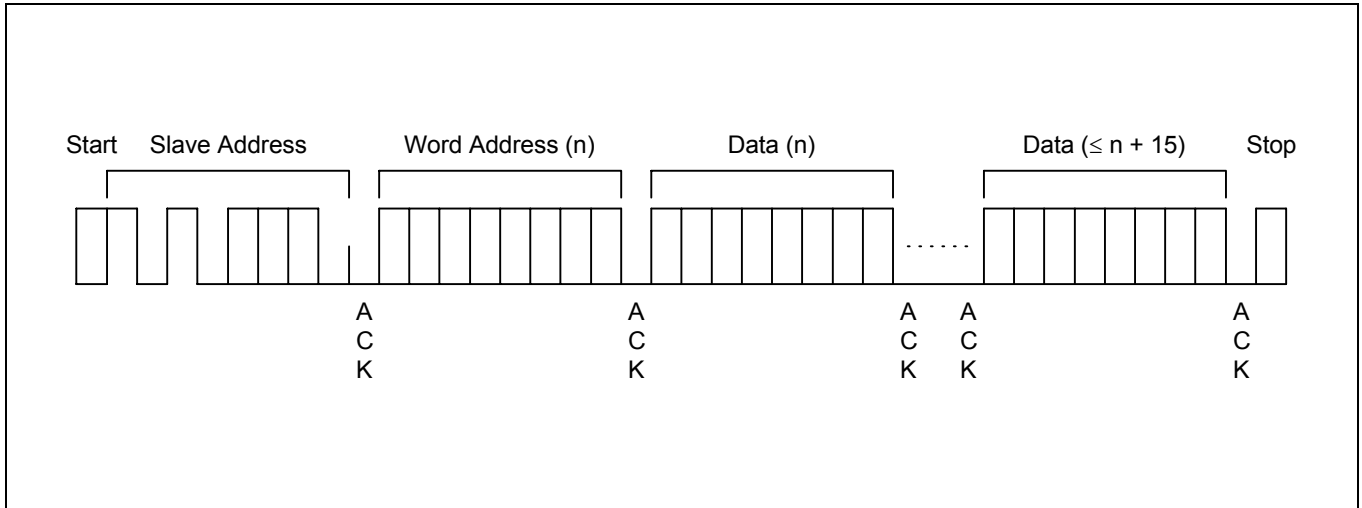 Start Slave Address Word Address (n) Data (n) Data (≤ n + 15) Stop
......
A A A A A
C C C C C
K K K K K